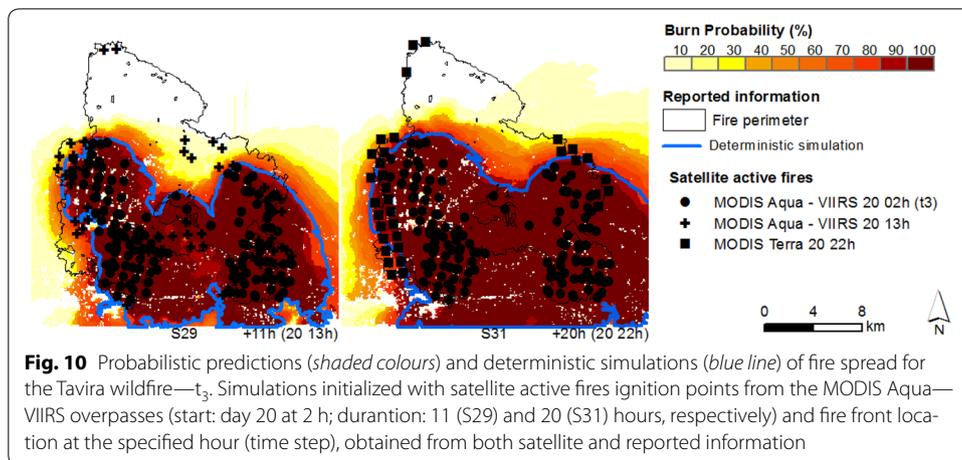 Burn Probability (%)
10 20 30 40 50 60 70 80 90 100
Reported information
Fire perimeter
Deterministic simulation
Satellite active fires
MODIS Aqua - VIIRS 20 02h (t3)
MODIS Aqua - VIIRS 20 13h
MODIS Terra 20 22h
0 4 8
km
N
S29 +11h (20 13h)
S31 +20h (20 22h)
Fig. 10 Probabilistic predictions (shaded colours) and deterministic simulations (blue line) of fire spread for
the Tavira wildfire—t3. Simulations initialized with satellite active fires ignition points from the MODIS Aqua—
VIIRS overpasses (start: day 20 at 2 h; durantion: 11 (S29) and 20 (S31) hours, respectively) and fire front loca-
tion at the specified hour (time step), obtained from both satellite and reported information